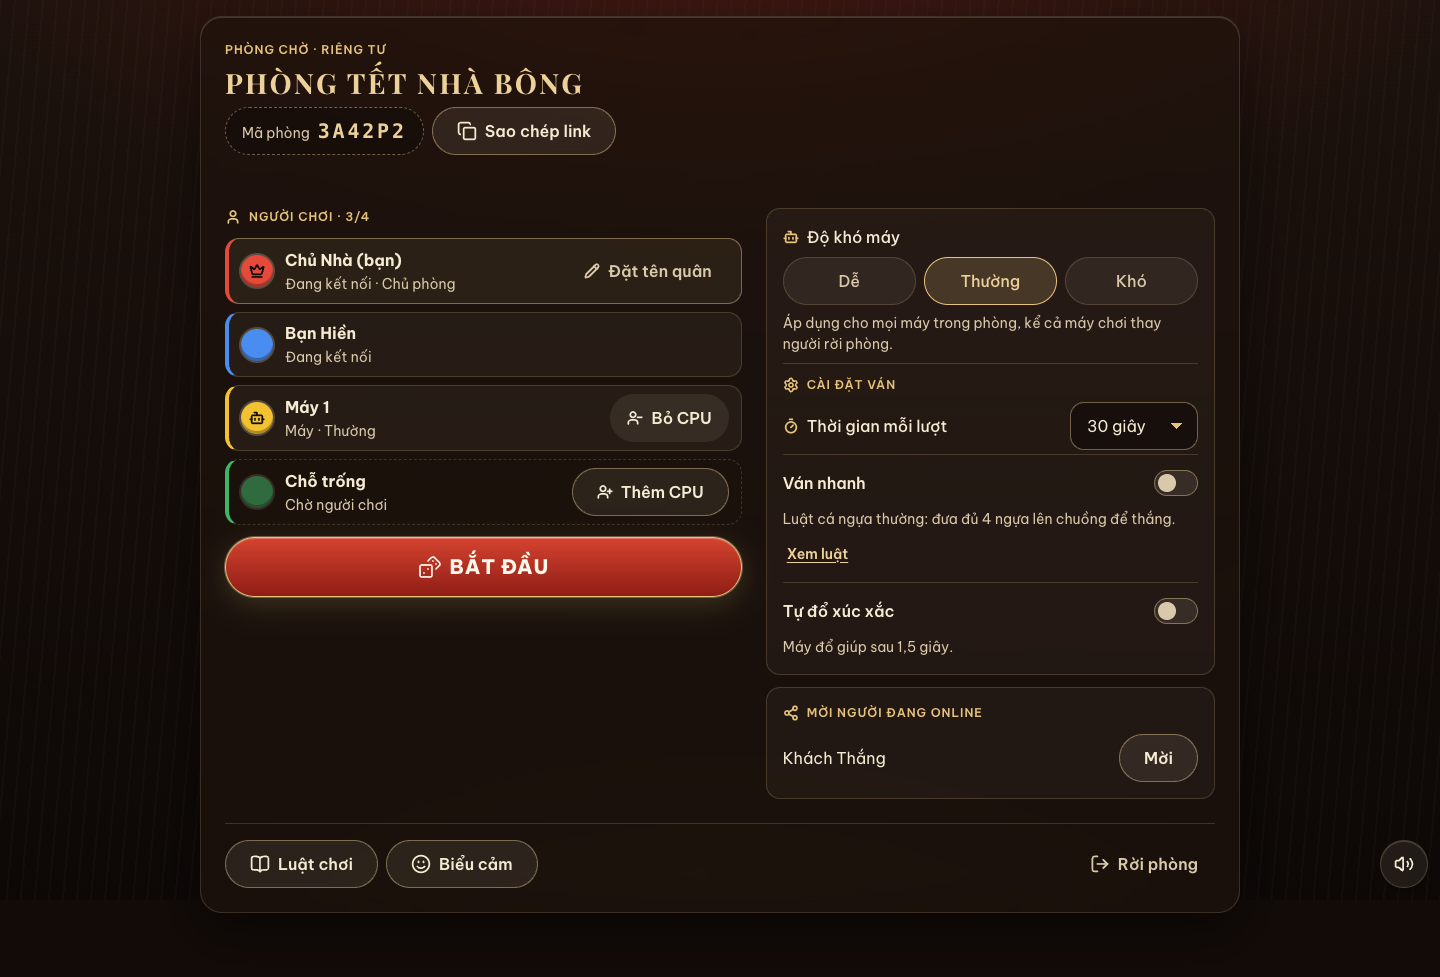 PHÒNG CHỜ · RIÊNG TƯ
PHÒNG TẾT NHÀ BÔNG
Mã phòng 3A42P2
Sao chép link
NGƯỜI CHƠI · 3/4
Chủ Nhà (bạn)
Đang kết nối · Chủ phòng
Đặt tên quân
Bạn Hiền
Đang kết nối
Máy 1
Máy · Thường
Bỏ CPU
Chỗ trống
Chờ người chơi
Thêm CPU
BẮT ĐẦU
Độ khó máy
Dễ
Thường
Khó
Áp dụng cho mọi máy trong phòng, kể cả máy chơi thay
người rời phòng.
CÀI ĐẶT VÁN
Thời gian mỗi lượt
30 giây
Ván nhanh
Luật cá ngựa thường: đưa đủ 4 ngựa lên chuồng để thắng.
Xem luật
Tự đổ xúc xắc
Máy đổ giúp sau 1,5 giây.
MỜI NGƯỜI ĐANG ONLINE
Khách Thắng
Mời
Luật chơi
Biểu cảm
Rời phòng